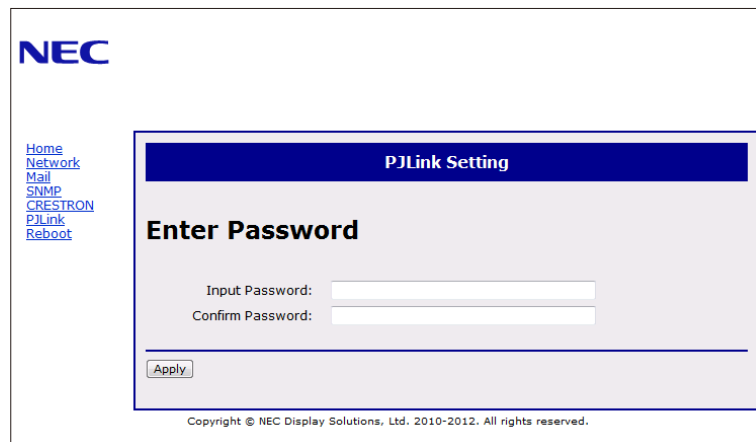 NEC
Home
Network
Mail
SNMP
CRESTRON
PJLink
Reboot
PJLink Setting
Enter Password
Input Password:
Confirm Password:
Apply
Copyright © NEC Display Solutions, Ltd. 2010-2012. All rights reserved.